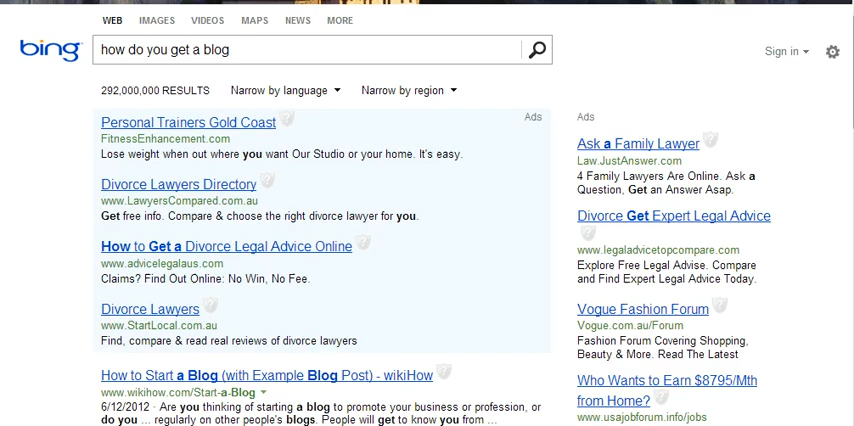 WEB IMAGES VIDEOS MAPS NEWS MORE
bing
how do you get a blog
Sign in
292,000,000 RESULTS Narrow by language Narrow by region
Ads
Personal Trainers Gold Coast
FitnessEnhancement.com
Lose weight when out where you want Our Studio or your home. It's easy.
Divorce Lawyers Directory
www.LawyersCompared.com.au
Get free info. Compare & choose the right divorce lawyer for you.
How to Get a Divorce Legal Advice Online
www.advicelegalaus.com
Claims? Find Out Online: No Win, No Fee.
Divorce Lawyers
www.StartLocal.com.au
Find, compare & read real reviews of divorce lawyers
How to Start a Blog (with Example Blog Post) - wikiHow
www.wikihow.com/Start-a-Blog
6/12/2012 · Are you thinking of starting a blog to promote your business or profession, or
do you ... regularly on other people's blogs. People will get to know you from ...
Ads
Ask a Family Lawyer
Law.JustAnswer.com
4 Family Lawyers Are Online. Ask a
Question, Get an Answer Asap.
Divorce Get Expert Legal Advice
www.legaladvicetopcompare.com
Explore Free Legal Advise. Compare
and Find Expert Legal Advice Today.
Vogue Fashion Forum
Vogue.com.au/Forum
Fashion Forum Covering Shopping,
Beauty & More. Read The Latest
Who Wants to Earn $8795/Mth
from Home?
www.usajobforum.info/jobs